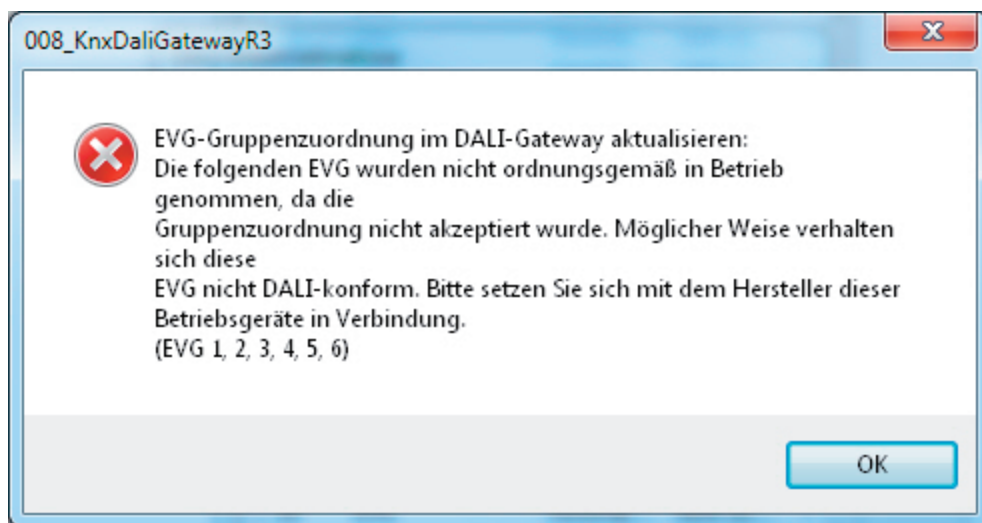 008_KnxDaliGatewayR3
EVG-Gruppenzuordnung im DALI-Gateway aktualisieren:
Die folgenden EVG wurden nicht ordnungsgemäß in Betrieb
genommen, da die
Gruppenzuordnung nicht akzeptiert wurde. Möglicher Weise verhalten
sich diese
EVG nicht DALI-konform. Bitte setzen Sie sich mit dem Hersteller dieser
Betriebsgeräte in Verbindung.
(EVG 1, 2, 3, 4, 5, 6)
OK